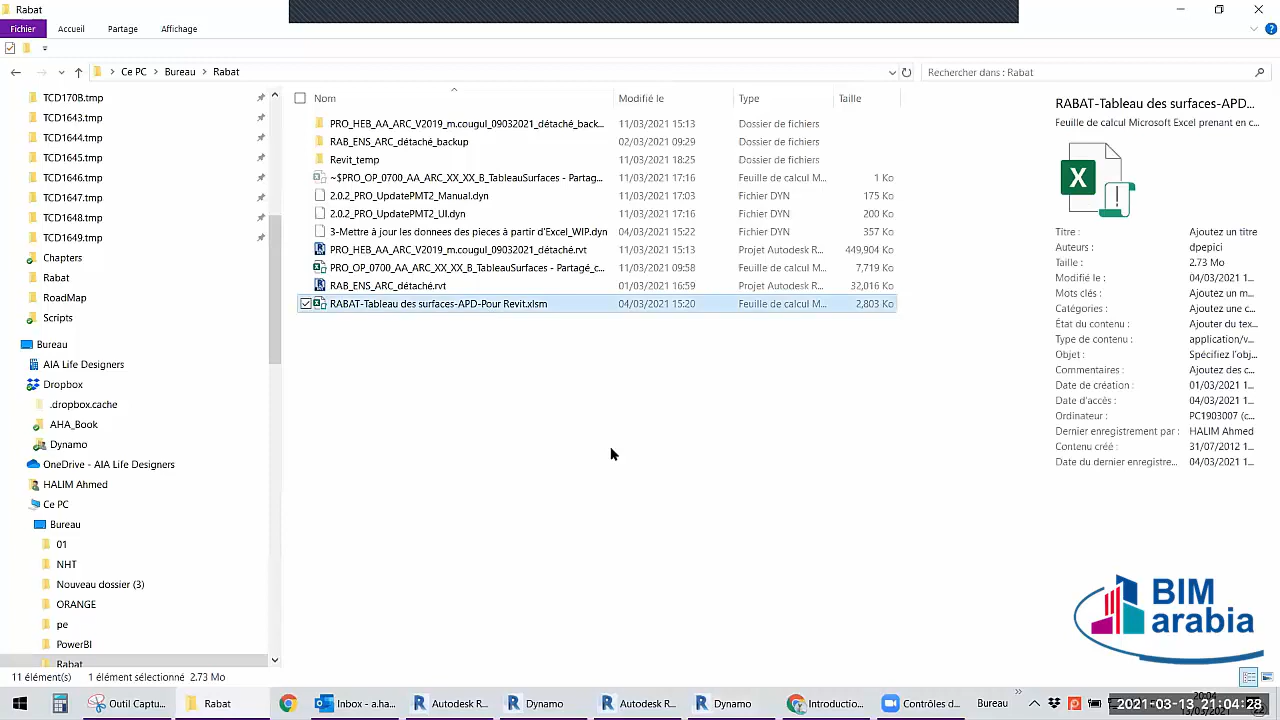 Rabat
Fichier Accueil Partage Affichage
Ce PC > Bureau > Rabat
Rechercher dans : Rabat
TCD170B.tmp
TCD1643.tmp
TCD1644.tmp
TCD1645.tmp
TCD1646.tmp
TCD1647.tmp
TCD1648.tmp
TCD1649.tmp
Chapters
Rabat
RoadMap
Scripts
Bureau
AIA Life Designers
Dropbox
.dropbox.cache
AHA_Book
Dynamo
OneDrive - AIA Life Designers
HALIM Ahmed
Ce PC
Bureau
01
NHT
Nouveau dossier (3)
ORANGE
pe
PowerBI
Rabat
Nom Modifié le Type Taille
PRO_HEB_AA_ARC_V2019_m.cougul_09032021_détaché_back... 11/03/2021 15:13 Dossier de fichiers
RAB_ENS_ARC_détaché_backup 02/03/2021 09:29 Dossier de fichiers
Revit_temp 11/03/2021 18:25 Dossier de fichiers
~$PRO_OP_0700_AA_ARC_XX_XX_B_TableauSurfaces - Partag... 11/03/2021 17:16 Feuille de calcul M... 1 Ko
2.0.2_PRO_UpdatePMT2_Manual.dyn 11/03/2021 17:03 Fichier DYN 175 Ko
2.0.2_PRO_UpdatePMT2_UI.dyn 11/03/2021 17:16 Fichier DYN 200 Ko
3-Mettre à jour les donnees des pieces à partir d'Excel_WIP.dyn 04/03/2021 15:22 Fichier DYN 357 Ko
PRO_HEB_AA_ARC_V2019_m.cougul_09032021_détaché.rvt 11/03/2021 15:13 Projet Autodesk R... 449,904 Ko
PRO_OP_0700_AA_ARC_XX_XX_B_TableauSurfaces - Partagé_c... 11/03/2021 09:58 Feuille de calcul M... 7,719 Ko
RAB_ENS_ARC_détaché.rvt 01/03/2021 16:59 Projet Autodesk R... 32,016 Ko
RABAT-Tableau des surfaces-APD-Pour Revit.xlsm 04/03/2021 15:20 Feuille de calcul M... 2,803 Ko
RABAT-Tableau des surfaces-APD...
Feuille de calcul Microsoft Excel prenant en c...
Titre : Ajoutez un titre
Auteurs : dpepici
Taille : 2.73 Mo
Modifié le : 04/03/2021 1...
Mots clés : Ajoutez un m...
Catégories : Ajoutez une c...
État du contenu : Ajouter du tex...
Type de contenu : application/v...
Objet : Spécifiez l'obj...
Commentaires : Ajoutez des c...
Date de création : 01/03/2021 1...
Date d'accès : 04/03/2021 1...
Ordinateur : PC1903007 (c...
Dernier enregistrement par : HALIM Ahmed
Contenu créé : 31/07/2012 1...
Date du dernier enregistre... 04/03/2021 1...
BIM
arabia
11 élément(s) 1 élément sélectionné 2.73 Mo
Outil Captu... Rabat Inbox - a.ha... Autodesk R... Dynamo Autodesk R... Dynamo Productio... Contrôles d... Bureau
20:04
13/03/2021
2021-03-13 21:04:28